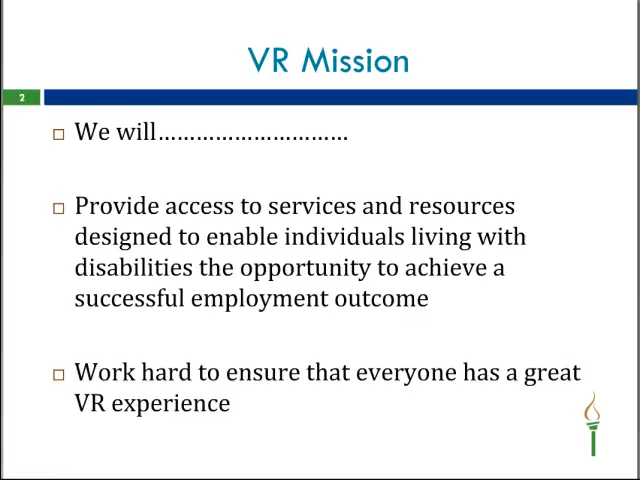 VR Mission
2
We will…………………………
Provide access to services and resources
designed to enable individuals living with
disabilities the opportunity to achieve a
successful employment outcome
Work hard to ensure that everyone has a great
VR experience